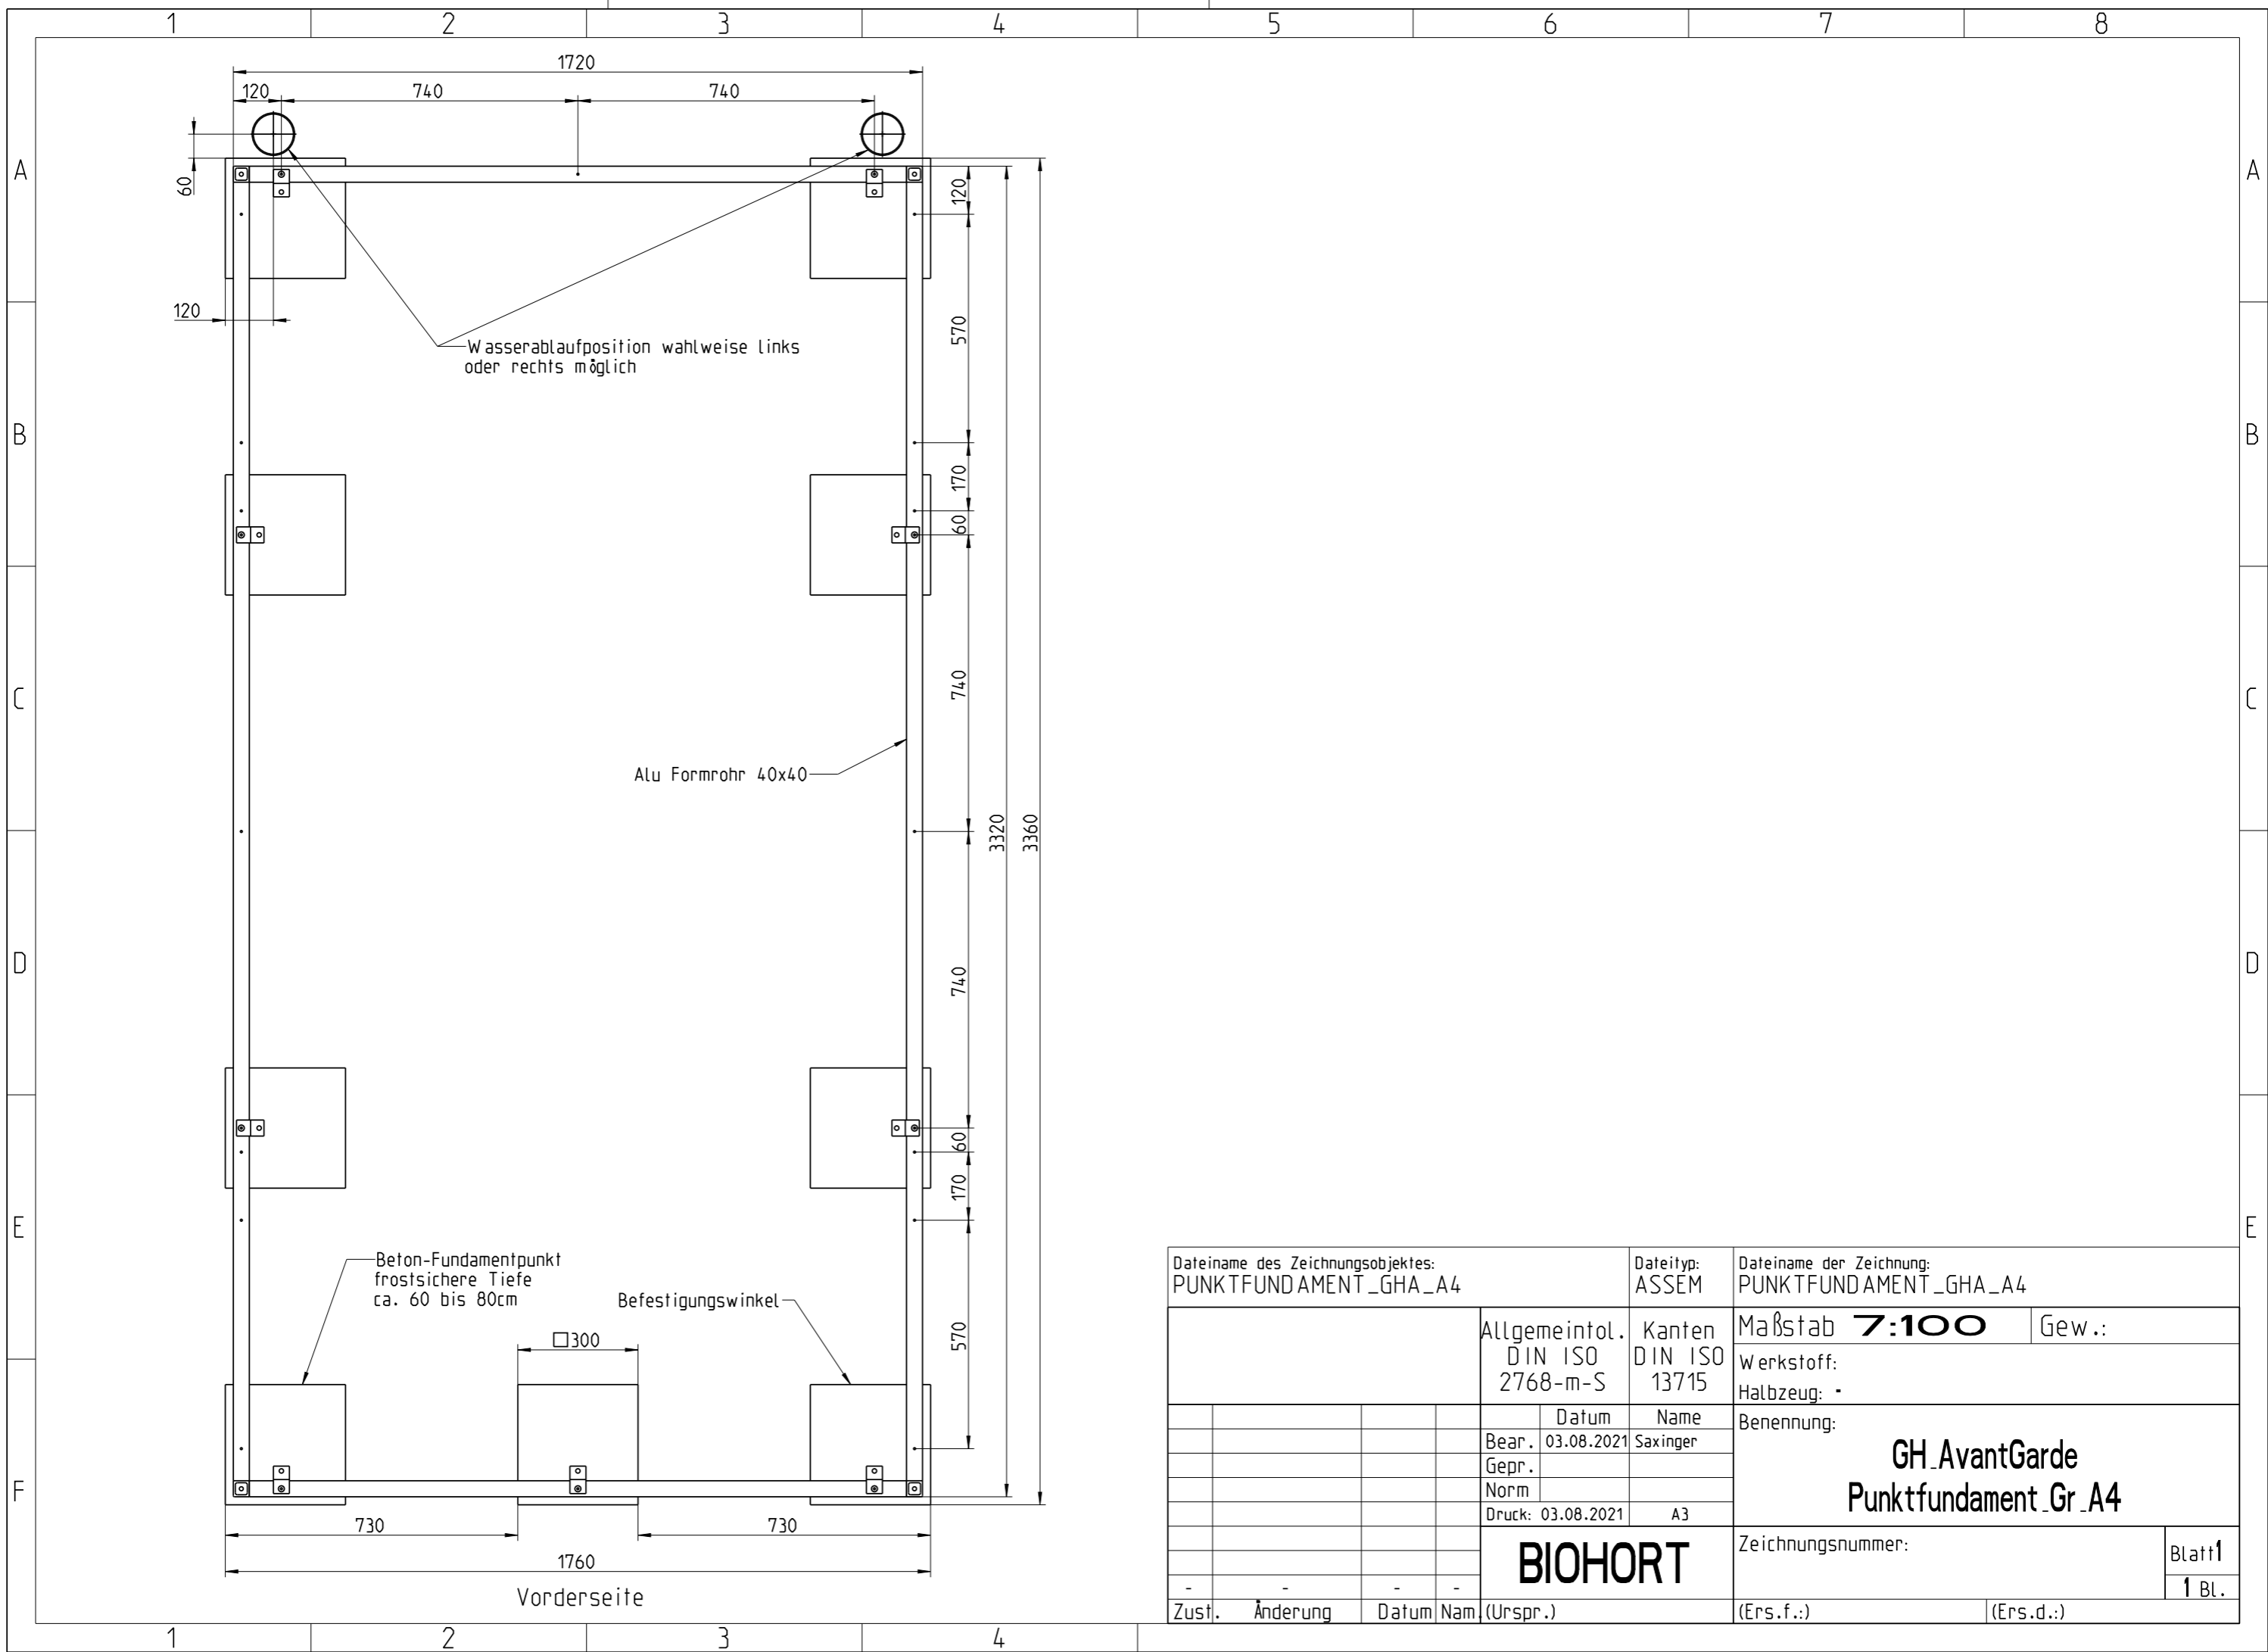 1 2 3 4 5 6 7 8
1720
120 740 740
A A
60
120
120
570
Wasserablaufposition wahlweise links
oder rechts möglich
B B
170
60
C C
740
Alu Formrohr 40x40
3320
3360
D D
740
60
170
E E
Beton-Fundamentpunkt
frostsichere Tiefe
ca. 60 bis 80cm
Befestigungswinkel
570
□300
F
730 730
1760
Vorderseite
Dateiname des Zeichnungsobjektes:
PUNKTFUNDAMENT_GHA_A4
Dateityp:
ASSEM
Dateiname der Zeichnung:
PUNKTFUNDAMENT_GHA_A4
Allgemeintol.
DIN ISO
2768-m-S
Kanten
DIN ISO
13715
Maßstab 7:100
Gew.:
Werkstoff:
Halbzeug: -
Datum Name
Bear. 03.08.2021 Saxinger
Gepr.
Norm
Druck: 03.08.2021 A3
Benennung:
GH_AvantGarde
Punktfundament_Gr_A4
BIOHORT
Zeichnungsnummer:
Blatt1
1 Bl.
- - - -
Zust. Änderung Datum Nam. (Urspr.) (Ers.f.:) (Ers.d.:)
1 2 3 4